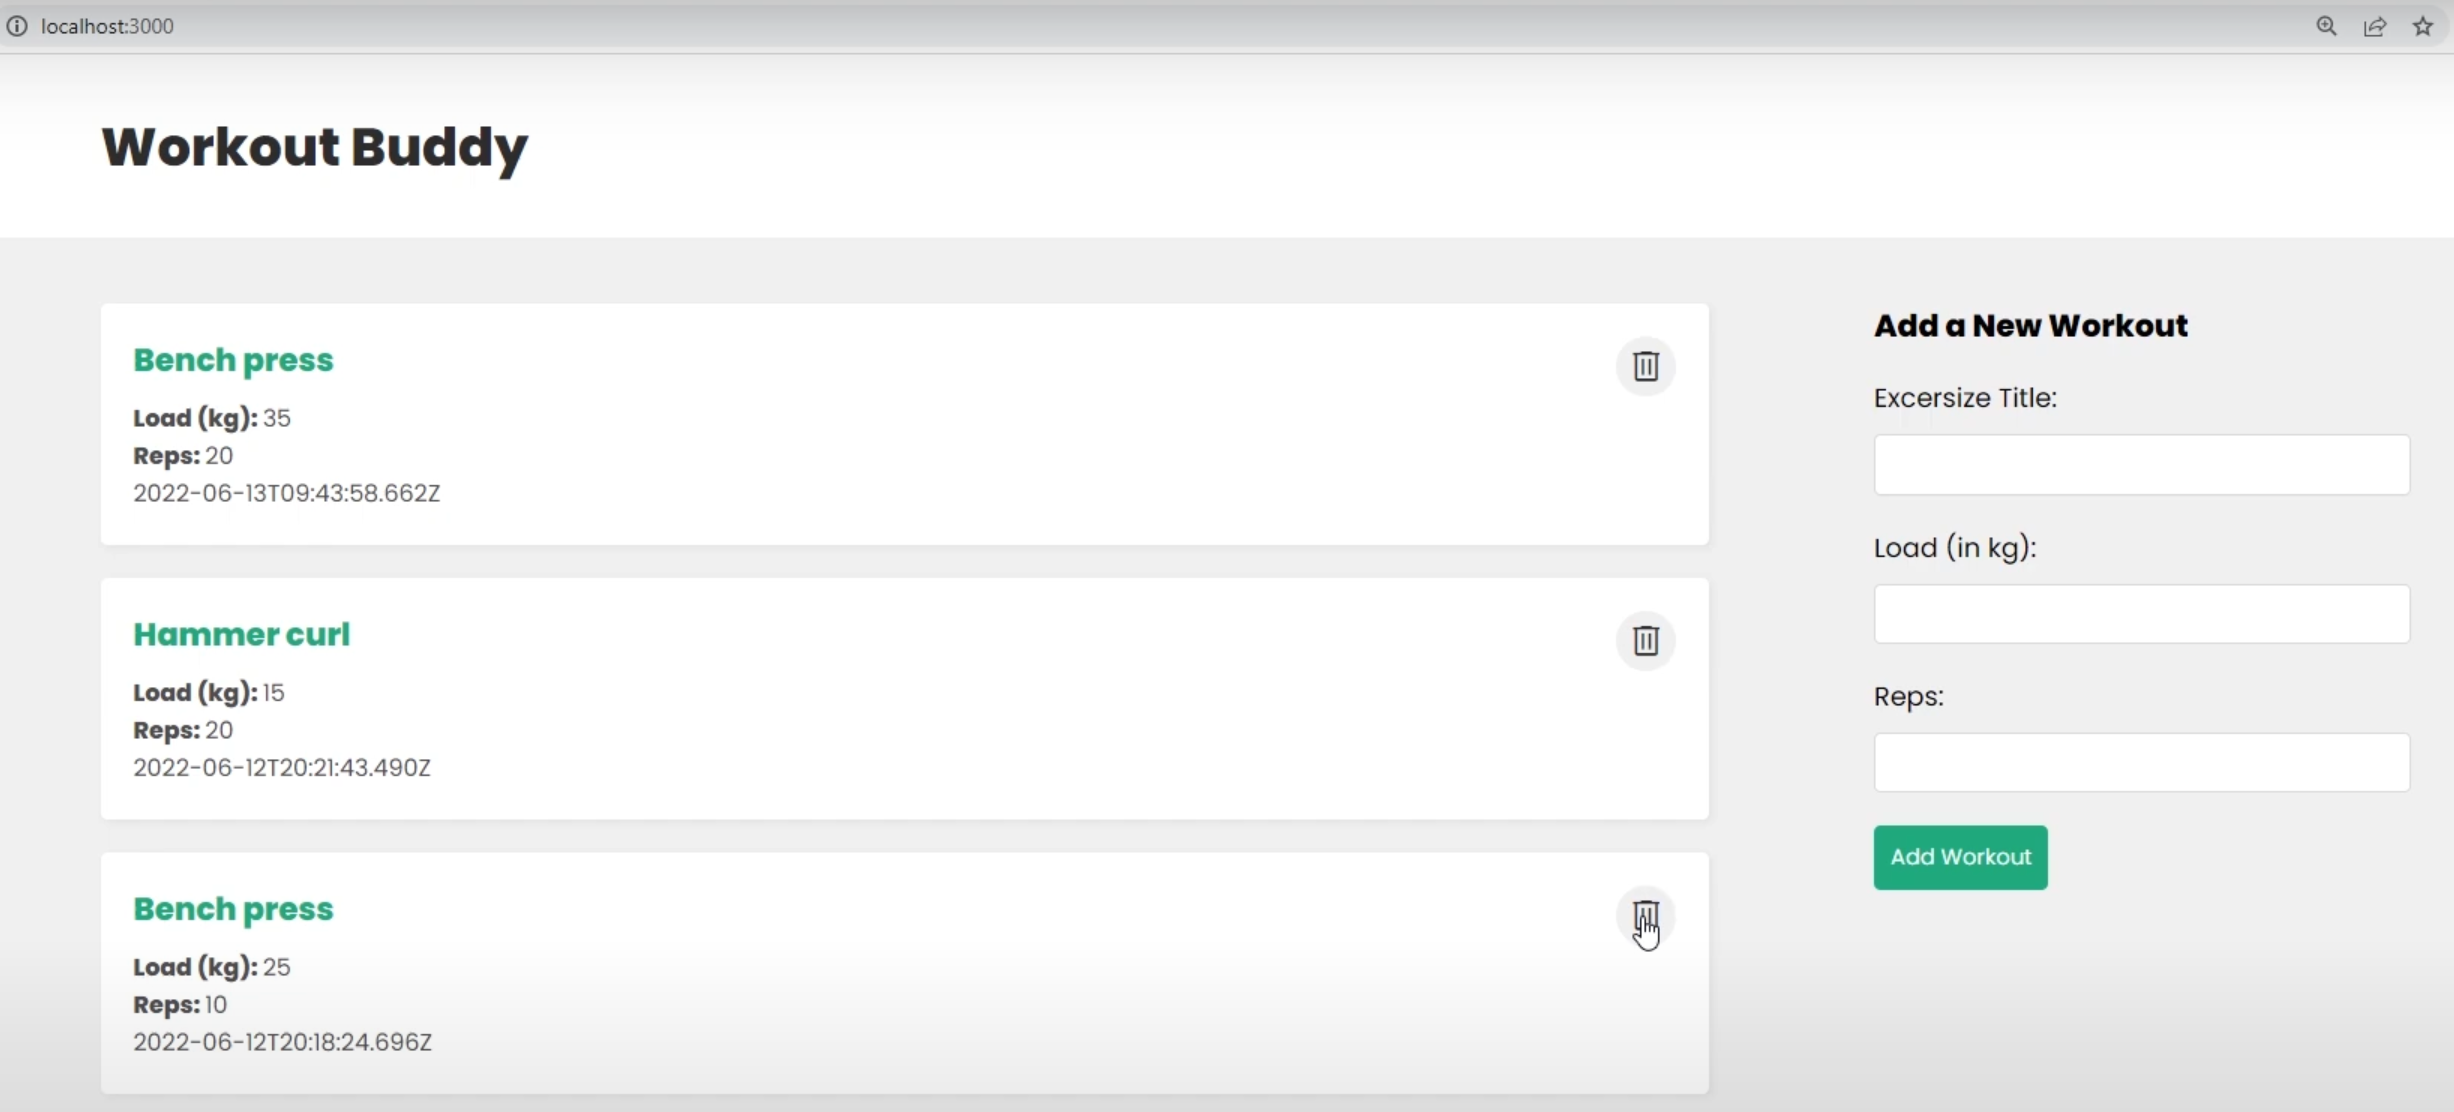 localhost:3000
Workout Buddy
Bench press
Load (kg): 35
Reps: 20
2022-06-13T09:43:58.662Z
Hammer curl
Load (kg): 15
Reps: 20
2022-06-12T20:21:43.490Z
Bench press
Load (kg): 25
Reps: 10
2022-06-12T20:18:24.696Z
Add a New Workout
Excersize Title:
Load (in kg):
Reps:
Add Workout